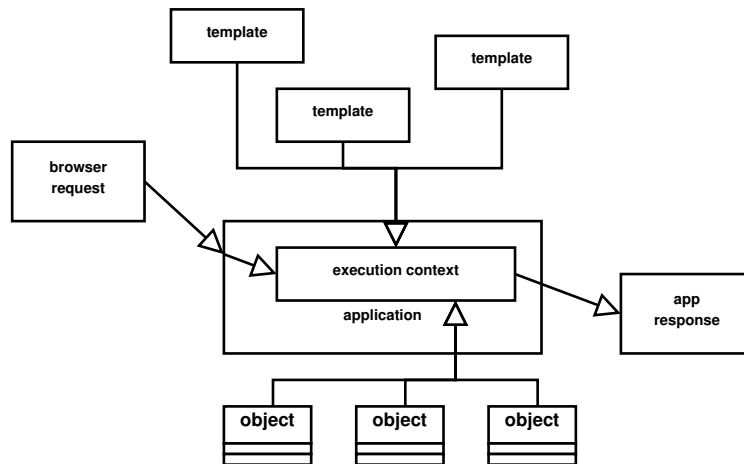 template
template
template
browser
request
execution context
application
app
response
object
object
object